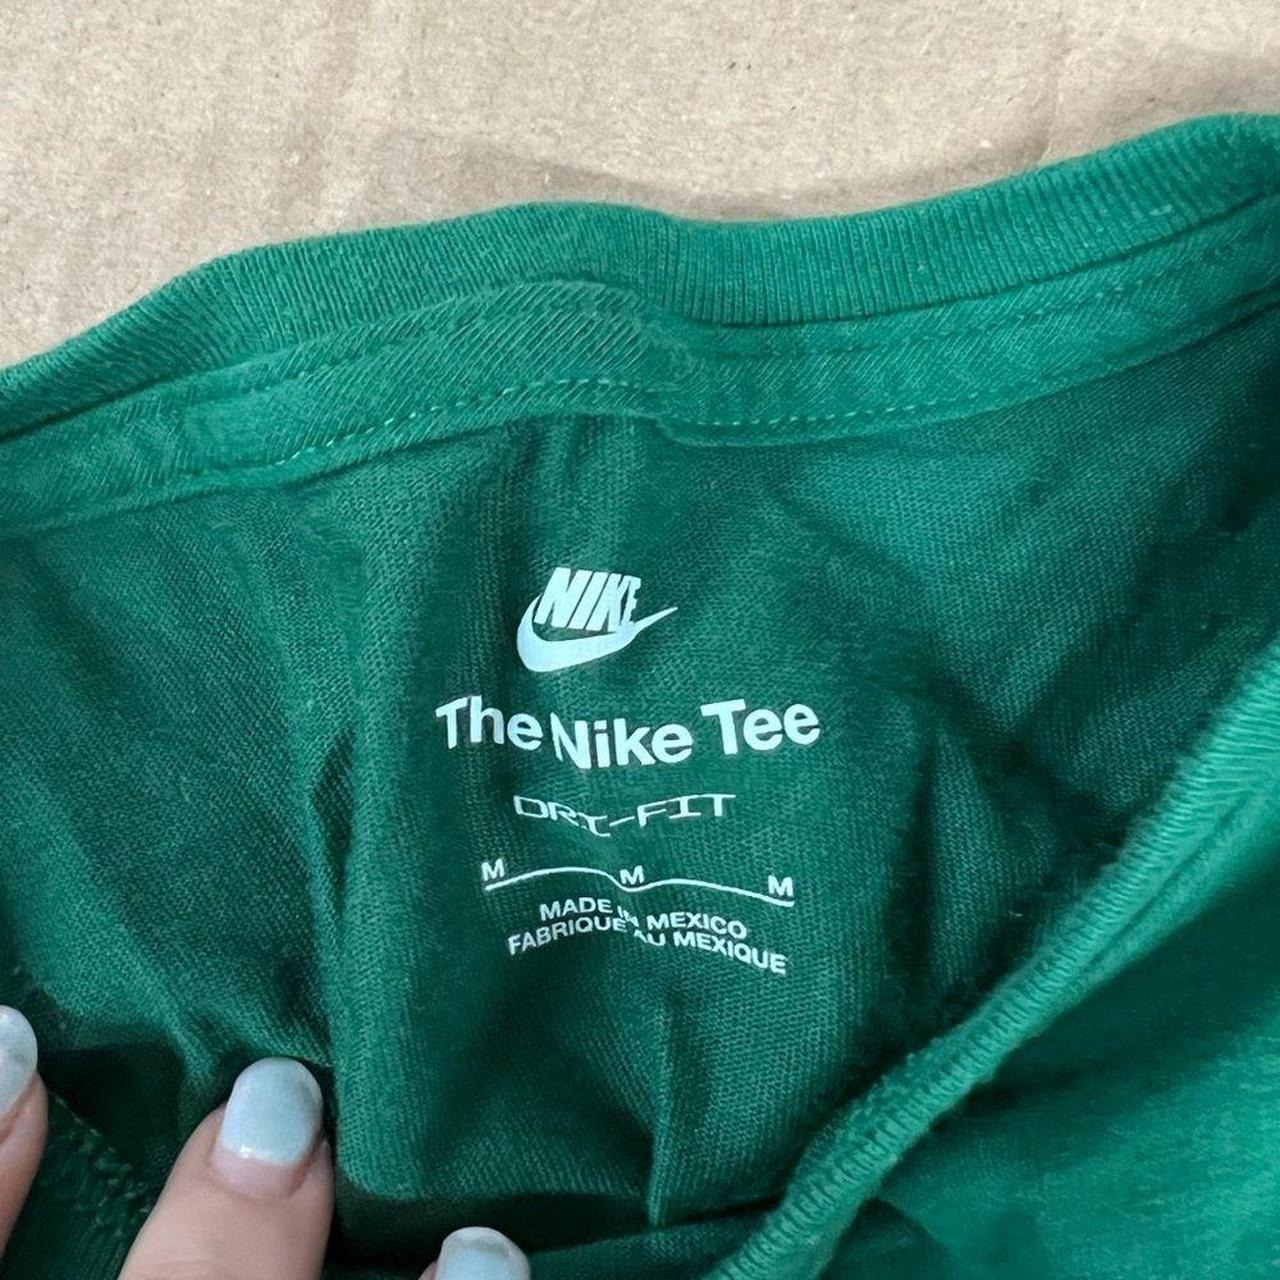 NIKE
The Nike Tee
DRI-FIT
M M M
MADE IN MEXICO
FABRIQUE AU MEXIQUE